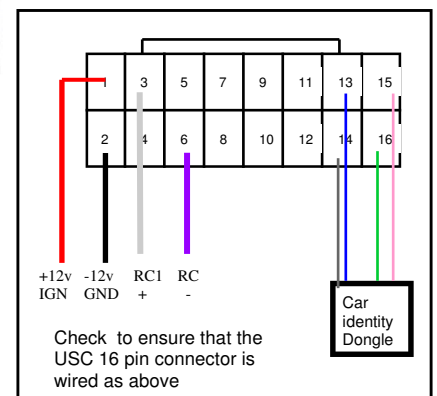 1 3 5 7 9 11 13 15
2 4 6 8 10 12 14 16
+12v -12v RC1 RC
IGN GND + -
Car
identity
Dongle
Check to ensure that the
USC 16 pin connector is
wired as above